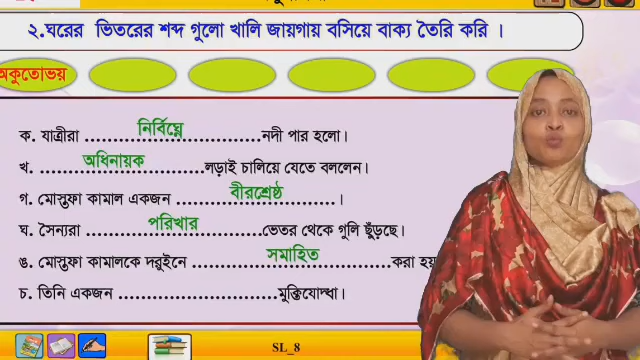 ২.ঘরের ভিতরের শব্দ গুলো খালি জায়গায় বসিয়ে বাক্য তৈরি করি ।
অকুতোভয়
ক. যাত্রীরা ......নির্বিঘ্নে......নদী পার হলো।
খ. ......অধিনায়ক......লড়াই চালিয়ে যেতে বললেন।
গ. মোস্তফা কামাল একজন ......বীরশ্রেষ্ঠ......।
ঘ. সৈন্যরা ......পরিখার......ভেতর থেকে গুলি ছুঁড়ছে।
ঙ. মোস্তফা কামালকে দরুইনে ......সমাহিত......করা হয়
চ. তিনি একজন ............মুক্তিযোদ্ধা।
SL_8